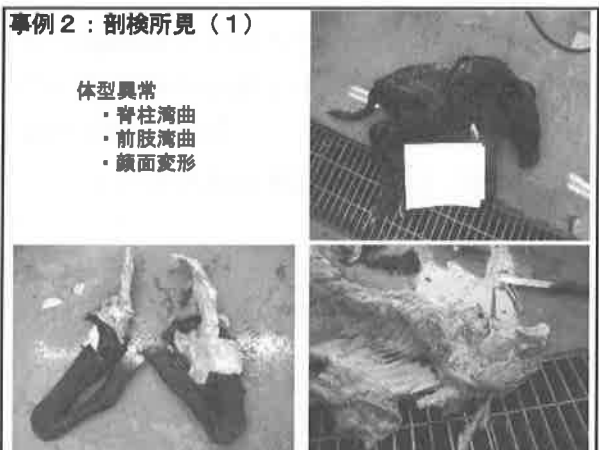 事例2：剖検所見（1）
体型異常
・脊柱湾曲
・前肢湾曲
・顔面変形